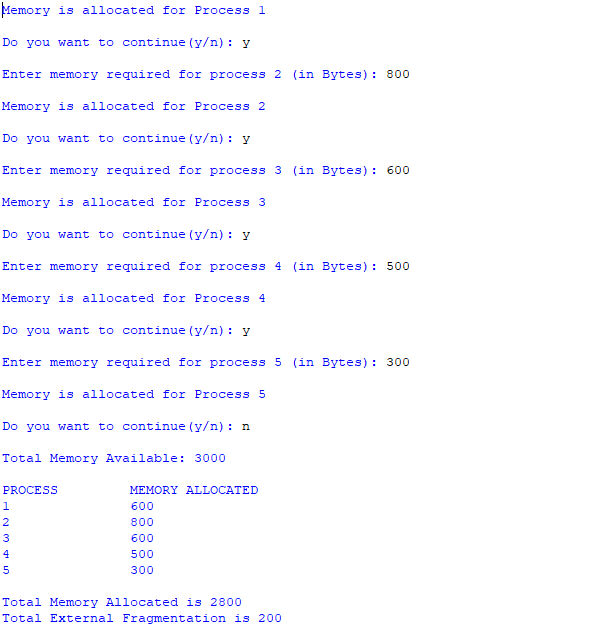 Memory is allocated for Process 1
Do you want to continue(y/n): y
Enter memory required for process 2 (in Bytes): 800
Memory is allocated for Process 2
Do you want to continue(y/n): y
Enter memory required for process 3 (in Bytes): 600
Memory is allocated for Process 3
Do you want to continue(y/n): y
Enter memory required for process 4 (in Bytes): 500
Memory is allocated for Process 4
Do you want to continue(y/n): y
Enter memory required for process 5 (in Bytes): 300
Memory is allocated for Process 5
Do you want to continue(y/n): n
Total Memory Available: 3000
PROCESS MEMORY ALLOCATED
1 600
2 800
3 600
4 500
5 300
Total Memory Allocated is 2800
Total External Fragmentation is 200